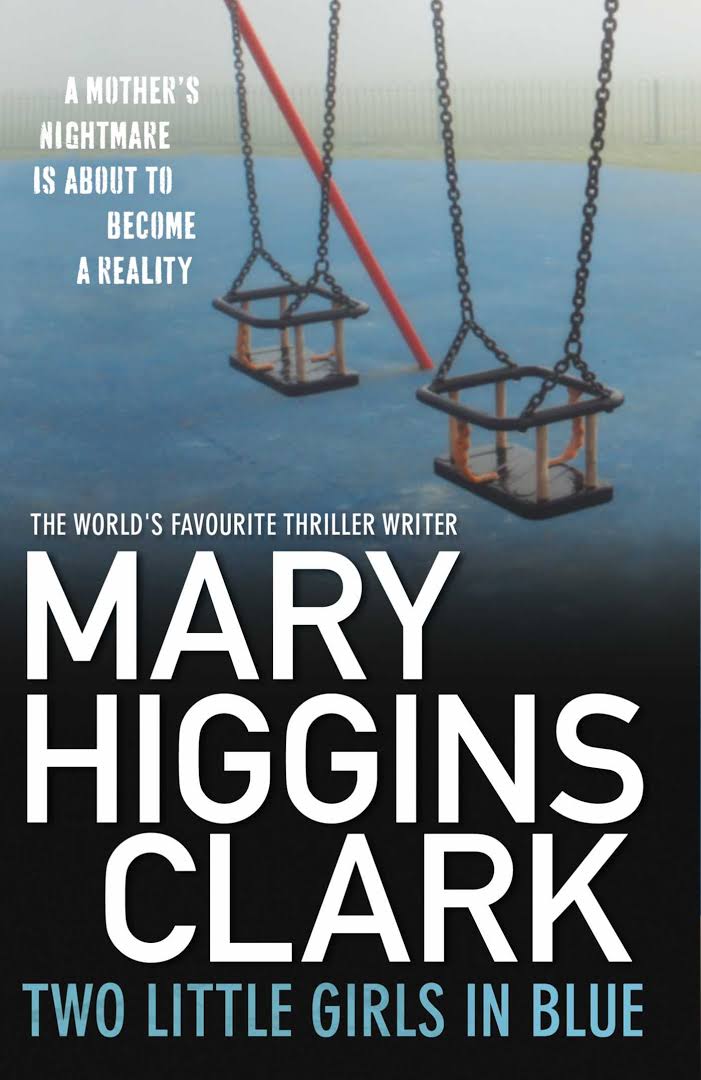 A MOTHER'S
NIGHTMARE
IS ABOUT TO
BECOME
A REALITY
THE WORLD'S FAVOURITE THRILLER WRITER
MARY
HIGGINS
CLARK
TWO LITTLE GIRLS IN BLUE